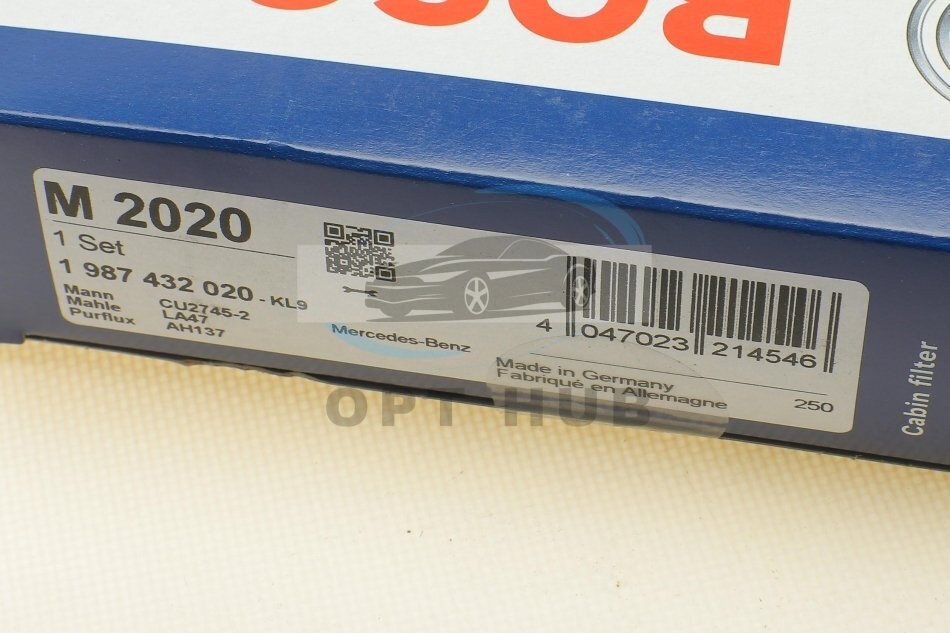 BOSC
M 2020
1 Set
1 987 432 020 - KL9
Mann CU2745-2
Mahle LA47
Purflux AH137
Mercedes-Benz
4 047023 214546
Made in Germany
Fabriqué en Allemagne
250
Cabin filter
OPT HUB